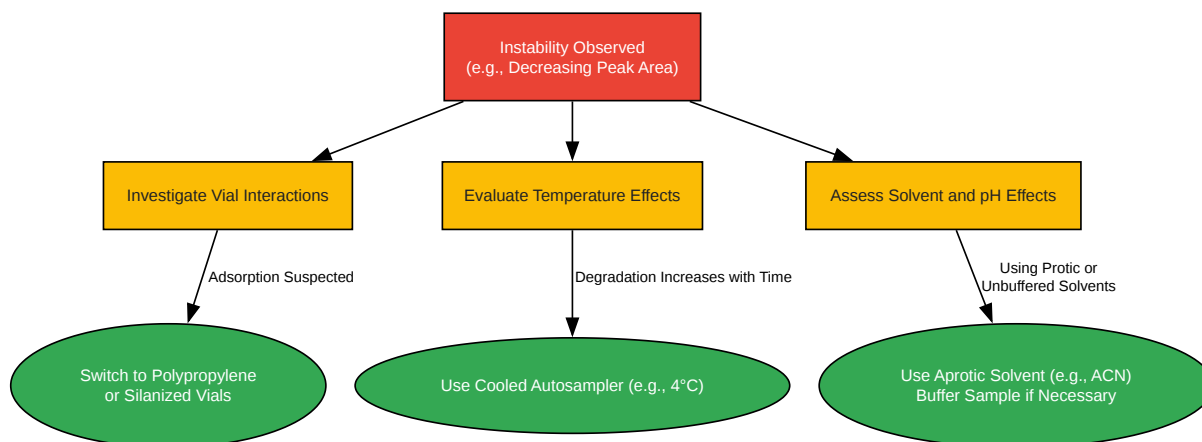 Instability Observed
(e.g., Decreasing Peak Area)
Investigate Vial Interactions
Evaluate Temperature Effects
Assess Solvent and pH Effects
Adsorption Suspected
Degradation Increases with Time
Using Protic or
Unbuffered Solvents
Switch to Polypropylene
or Silanized Vials
Use Cooled Autosampler (e.g., 4°C)
Use Aprotic Solvent (e.g., ACN)
Buffer Sample if Necessary